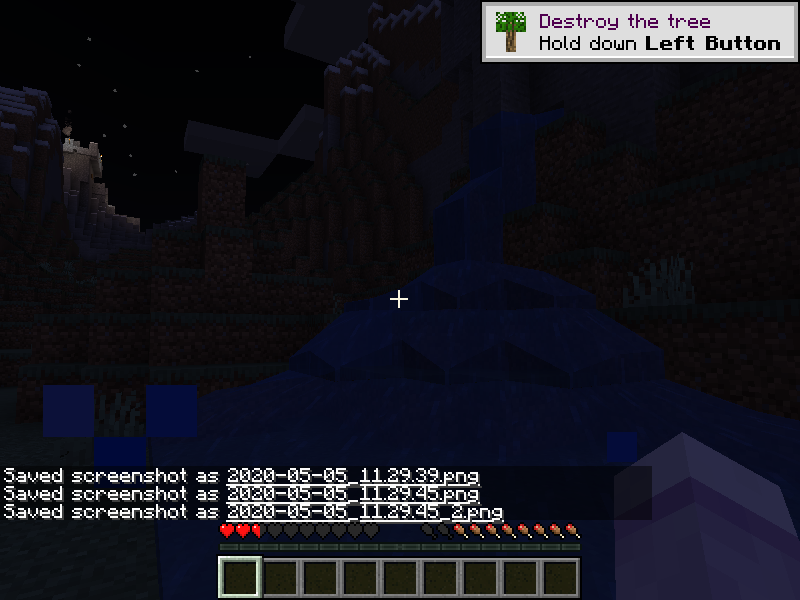 Destroy the tree
Hold down Left Button
Saved screenshot as 2020-05-05_11.29.39.png
Saved screenshot as 2020-05-05_11.29.45.png
Saved screenshot as 2020-05-05_11.29.45_2.png